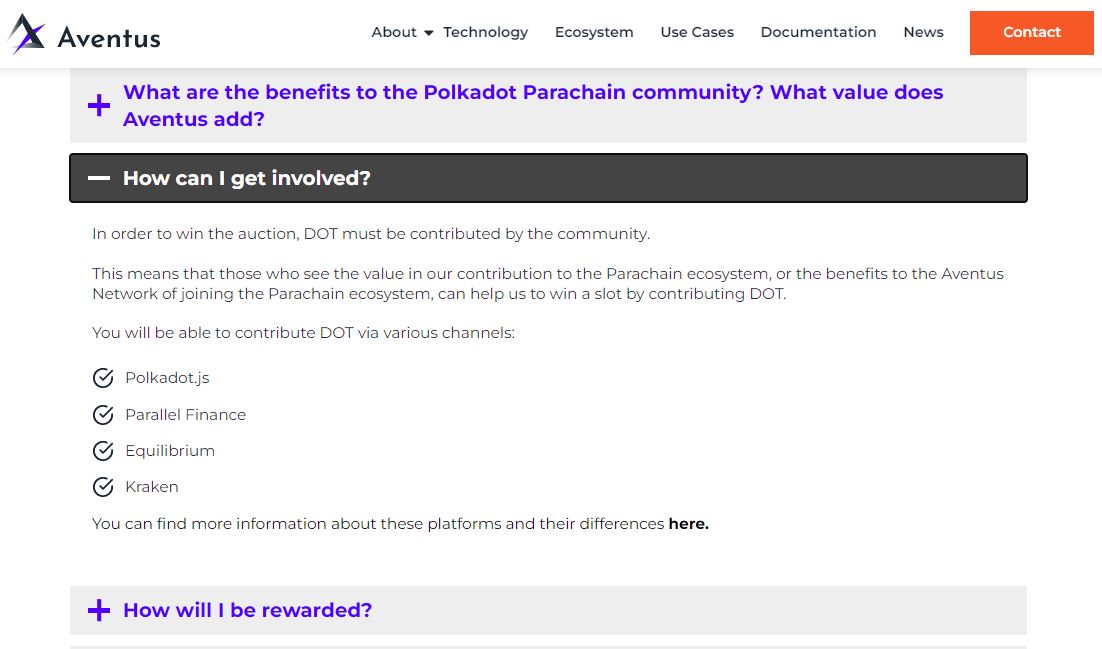 Aventus
About Technology Ecosystem Use Cases Documentation News Contact
What are the benefits to the Polkadot Parachain community? What value does
Aventus add?
How can I get involved?
In order to win the auction, DOT must be contributed by the community.
This means that those who see the value in our contribution to the Parachain ecosystem, or the benefits to the Aventus
Network of joining the Parachain ecosystem, can help us to win a slot by contributing DOT.
You will be able to contribute DOT via various channels:
Polkadot.js
Parallel Finance
Equilibrium
Kraken
You can find more information about these platforms and their differences here.
How will I be rewarded?